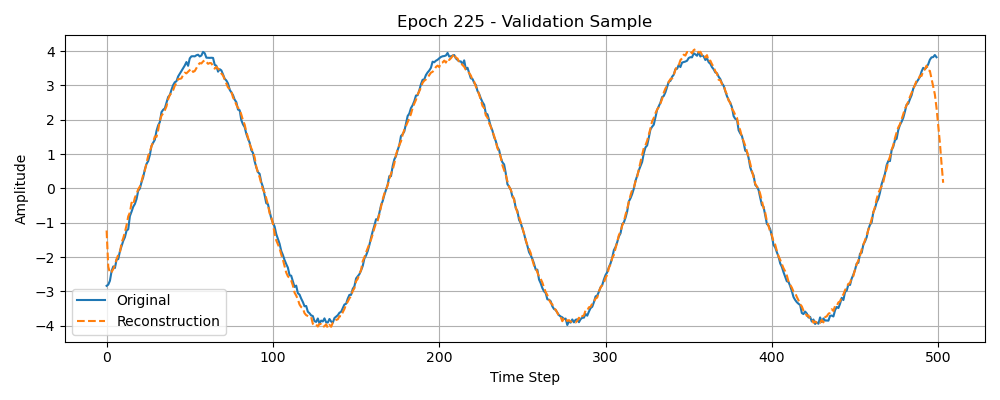 Epoch 225 - Validation Sample
Amplitude
4
3
2
1
0
−1
−2
−3
−4
Original
Reconstruction
0 100 200 300 400 500
Time Step